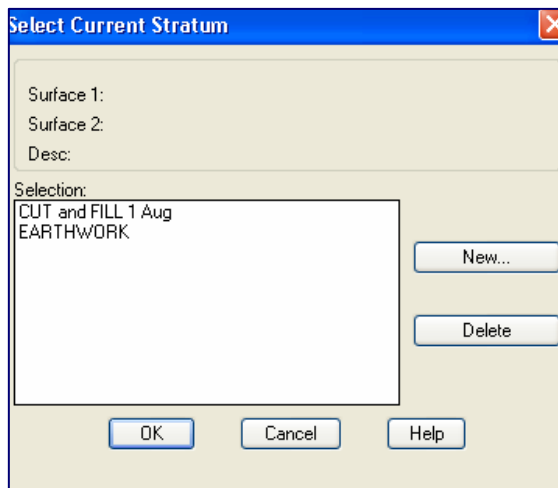 Select Current Stratum
Surface 1:
Surface 2:
Desc:
Selection:
CUT and FILL 1 Aug
EARTHWORK
New...
Delete
OK Cancel Help